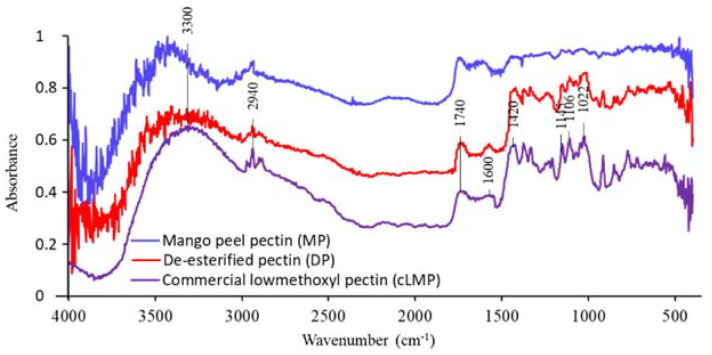 3300
2940
1740
1600
1420
1106
1022
1
0.8
0.6
0.4
0.2
0
Absorbance
Mango peel pectin (MP)
De-esterified pectin (DP)
Commercial lowmethoxyl pectin (cLMP)
4000 3500 3000 2500 2000 1500 1000 500
Wavenumber (cm-1)